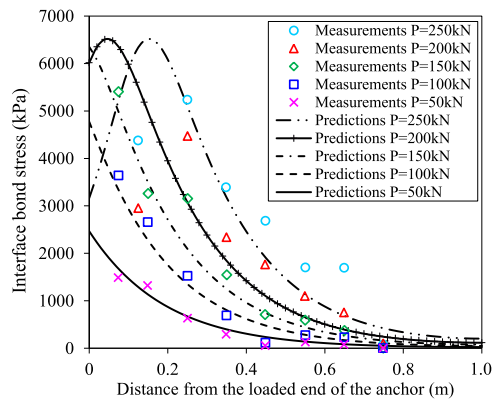 7000
6000
5000
4000
3000
2000
1000
0
Interface bond stress (kPa)
Measurements P=250kN
Measurements P=200kN
Measurements P=150kN
Measurements P=100kN
Measurements P=50kN
Predictions P=250kN
Predictions P=200kN
Predictions P=150kN
Predictions P=100kN
Predictions P=50kN
0 0.2 0.4 0.6 0.8 1.0
Distance from the loaded end of the anchor (m)